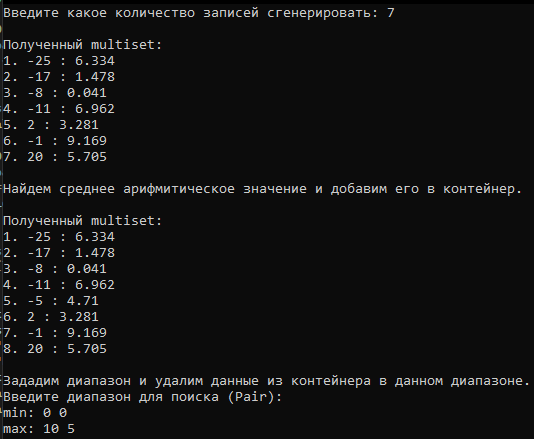 Введите какое количество записей сгенерировать: 7
Полученный multiset:
1. -25 : 6.334
2. -17 : 1.478
3. -8 : 0.041
4. -11 : 6.962
5. 2 : 3.281
6. -1 : 9.169
7. 20 : 5.705
Найдем среднее арифмитическое значение и добавим его в контейнер.
Полученный multiset:
1. -25 : 6.334
2. -17 : 1.478
3. -8 : 0.041
4. -11 : 6.962
5. -5 : 4.71
6. 2 : 3.281
7. -1 : 9.169
8. 20 : 5.705
Зададим диапазон и удалим данные из контейнера в данном диапазоне.
Введите диапазон для поиска (Pair):
min: 0 0
max: 10 5